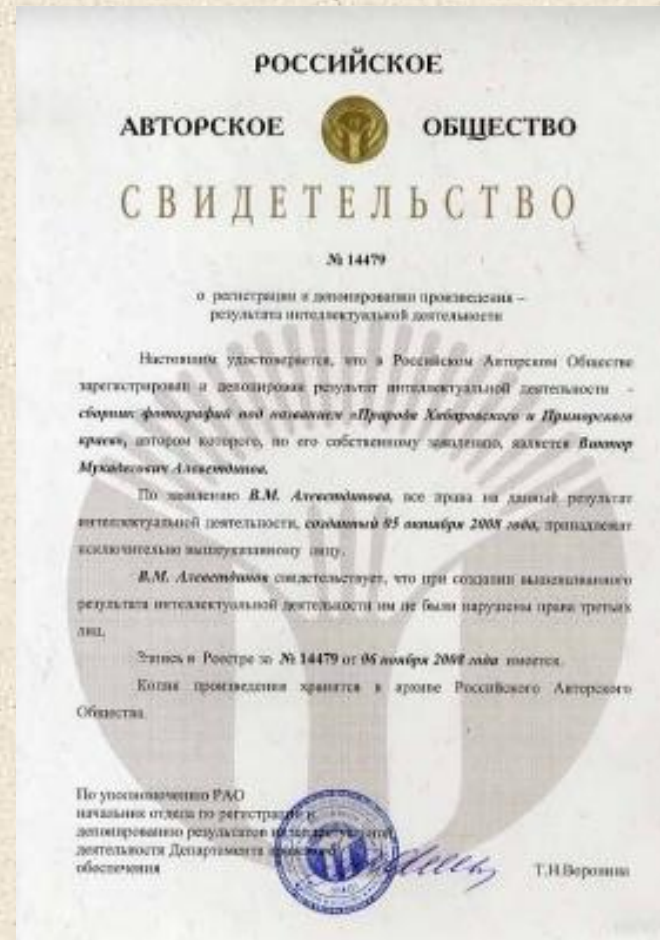 РОССИЙСКОЕ
АВТОРСКОЕ ОБЩЕСТВО
СВИДЕТЕЛЬСТВО
№ 14479
о регистрации и депонировании произведения –
результата интеллектуальной деятельности
Настоящим удостоверяется, что в Российском Авторском Обществе
зарегистрирован и депонирован результат интеллектуальной деятельности -
сборник фотографий под названием «Природа Хабаровского и Приморского
краев», автором которого, по его собственному заявлению, является Виктор
По заявлению В.М. все права на данный результат
интеллектуальной деятельности, созданный 05 октября 2008 года, принадлежат
исключительно вышеуказанному лицу.
В.М. свидетельствует, что при создании вышеназванного
результата интеллектуальной деятельности им не были нарушены права третьих
лиц.
Запись в Реестре за № 14479 от 06 ноября 2008 года имеется.
Копия произведения хранится в архиве Российского Авторского
Общества.
По уполномочению РАО
начальник отдела по регистрации и
депонированию результатов интеллектуальной
деятельности Департамента
обеспечения
Т.Н.Воронина